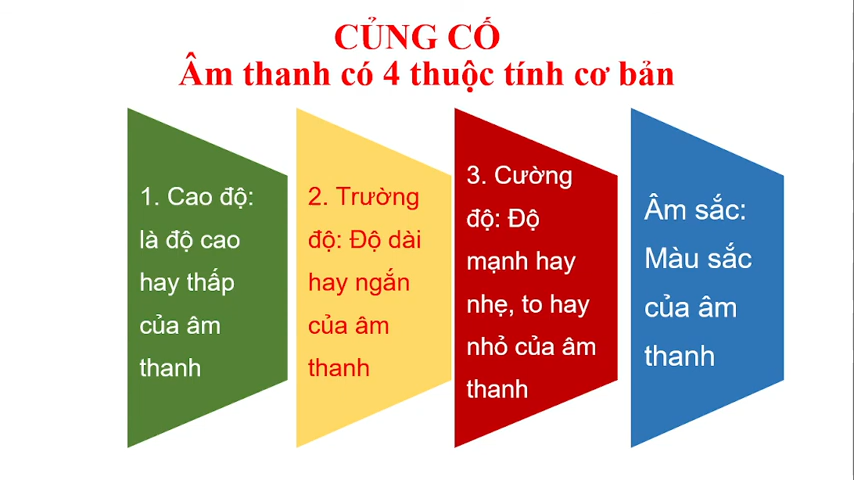 CỦNG CỐ
Âm thanh có 4 thuộc tính cơ bản
1. Cao độ:
là độ cao
hay thấp
của âm
thanh
2. Trường
độ: Độ dài
hay ngắn
của âm
thanh
3. Cường
độ: Độ
mạnh hay
nhẹ, to hay
nhỏ của âm
thanh
Âm sắc:
Màu sắc
của âm
thanh